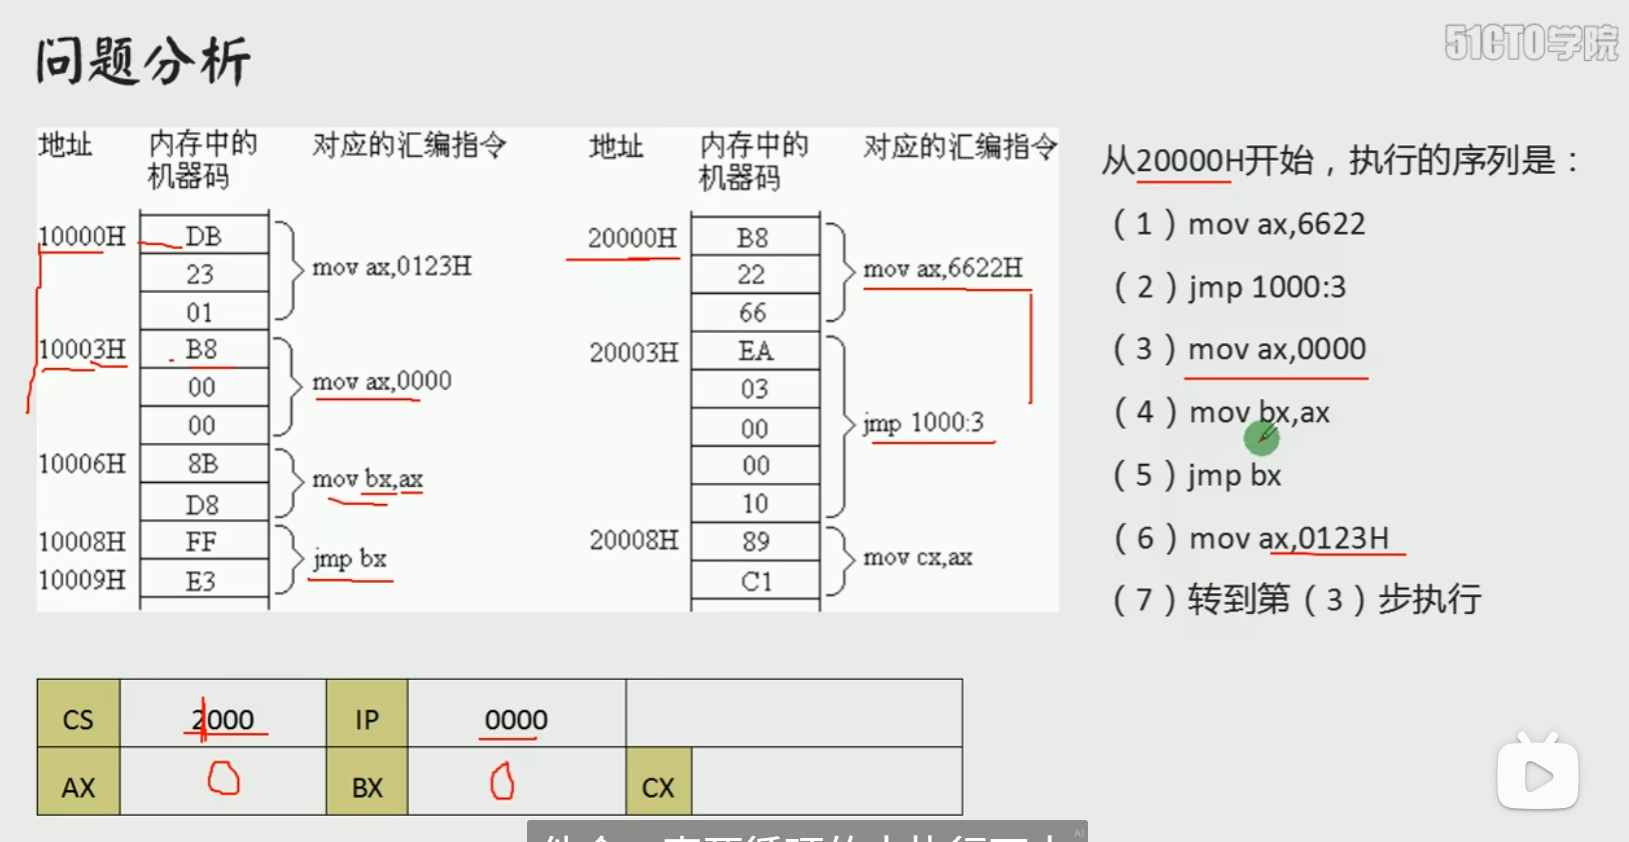 问题分析
51CTO学院
地址 内存中的机器码 对应的汇编指令
10000H DB
23 mov ax,0123H
01
10003H B8
00 mov ax,0000
00
10006H 8B
D8 mov bx,ax
10008H FF
10009H E3 jmp bx
地址 内存中的机器码 对应的汇编指令
20000H B8
22 mov ax,6622H
66
20003H EA
03
00 jmp 1000:3
00
10
20008H 89
C1 mov cx,ax
从20000H开始，执行的序列是：
（1）mov ax,6622
（2）jmp 1000:3
（3）mov ax,0000
（4）mov bx,ax
（5）jmp bx
（6）mov ax,0123H
（7）转到第（3）步执行
CS 2000 IP 0000
AX 0 BX 0 CX
AI